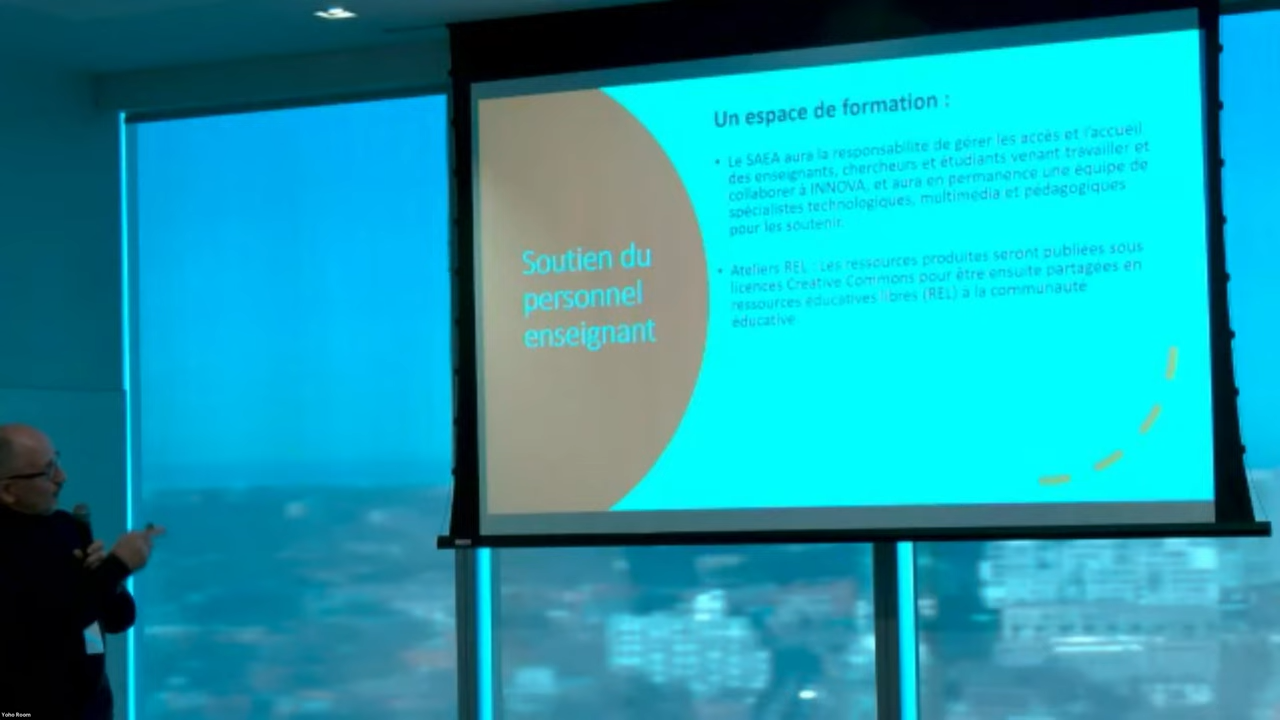 Soutien du
personnel
enseignant
Un espace de formation :
• Le SAEA aura la responsabilité de gérer les accès et l'accueil
des enseignants, chercheurs et étudiants venant travailler et
collaborer à INNOVA, et aura en permanence une équipe de
spécialistes technologiques, multimédia et pédagogiques
pour les soutenir.
• Ateliers REL : Les ressources produites seront publiées sous
licences Creative Commons pour être ensuite partagées en
ressources éducatives libres (REL) à la communauté
éducative.
Yoho Room